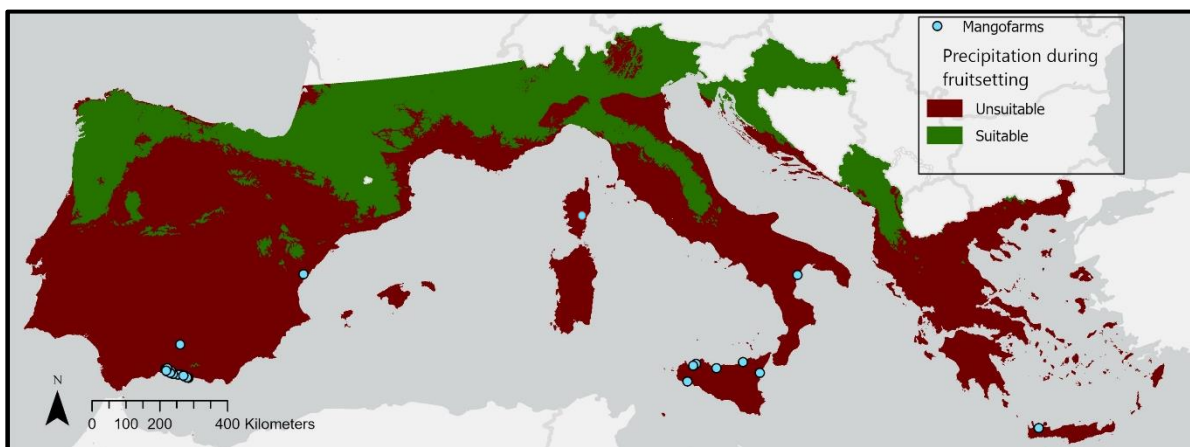 Mangofarms
Precipitation during
fruitsetting
Unsuitable
Suitable
N
0 100 200 400 Kilometers